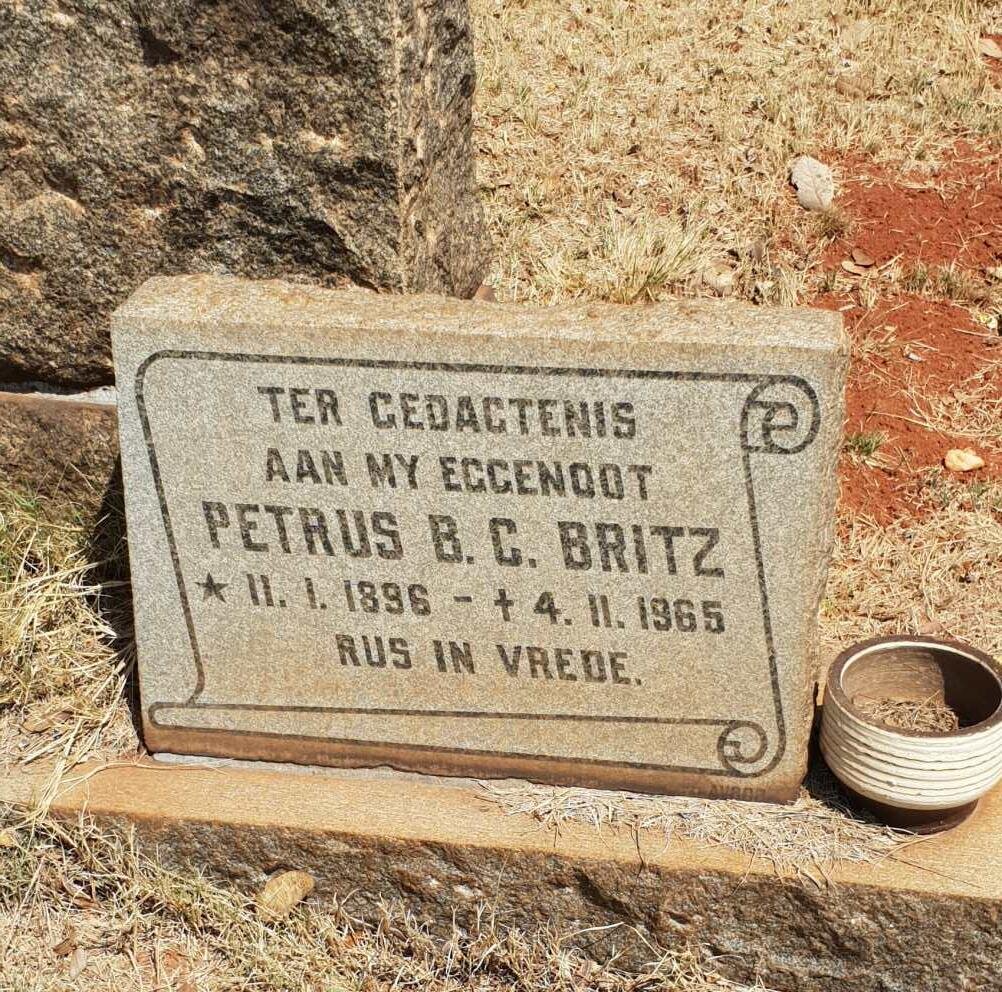 TER GEDAGTENIS
AAN MY EGGENOOT
PETRUS B. G. BRITZ
★ 11. 1. 1896 - ✝ 4. 11. 1965
RUS IN VREDE.